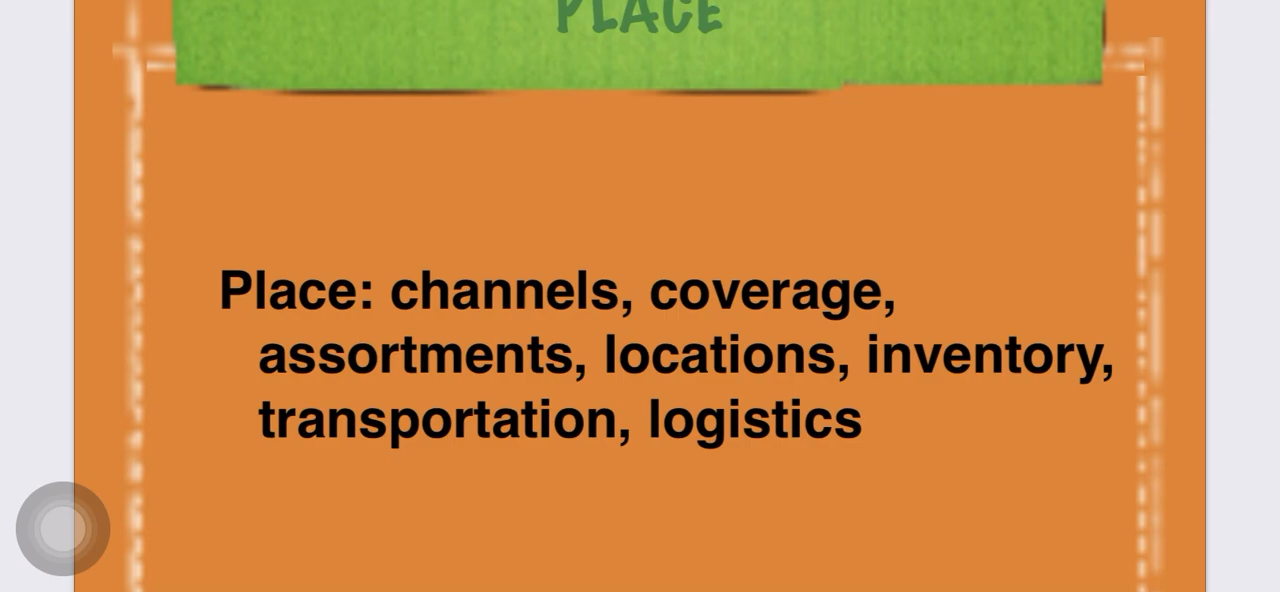 PLACE
Place: channels, coverage,
assortments, locations, inventory,
transportation, logistics